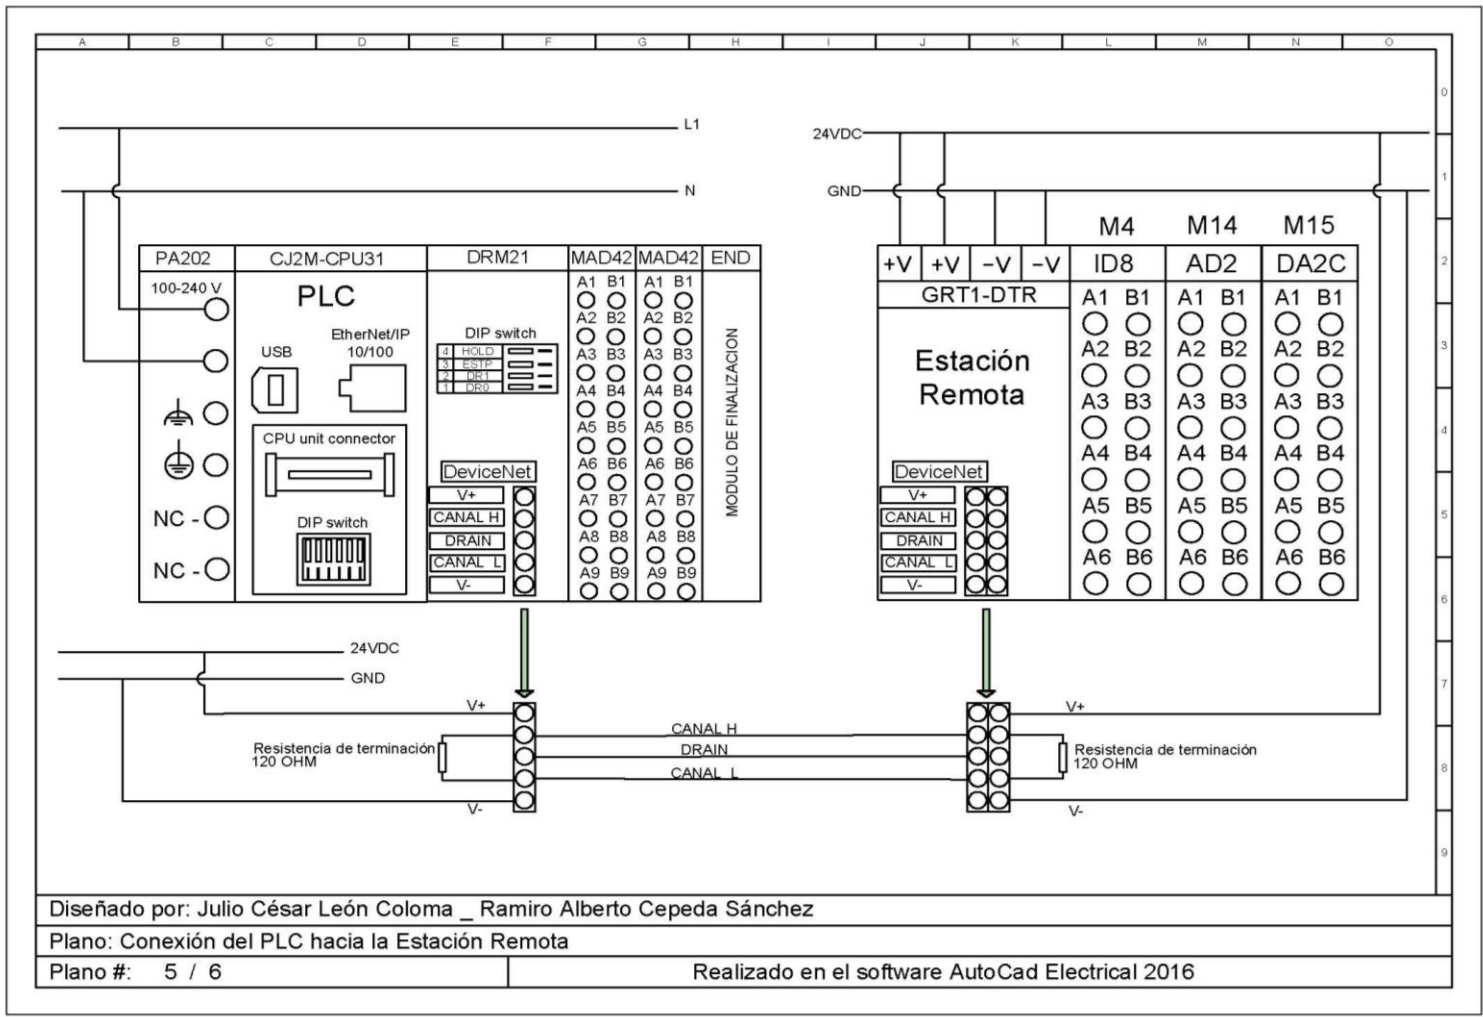 A B C D E F G H I J K L M N O
0
L1
24VDC
1
N
GND
M4 M14 M15
PA202 CJ2M-CPU31 DRM21 MAD42 MAD42 END
+V +V -V -V ID8 AD2 DA2C
2
100-240 V
PLC
A1 B1 A1 B1
GRT1-DTR
A1 B1 A1 B1 A1 B1
A2 B2 A2 B2
USB
EtherNet/IP
10/100
DIP switch
4 HOLD
3 ESTP
2 DR1
1 DR0
A3 B3 A3 B3
MODULO DE FINALIZACION
Estación
Remota
A2 B2 A2 B2 A2 B2
3
A4 B4 A4 B4
A3 B3 A3 B3 A3 B3
CPU unit connector
A5 B5 A5 B5
4
A6 B6 A6 B6
A4 B4 A4 B4 A4 B4
DeviceNet
V+
CANAL H
DRAIN
CANAL L
V-
A7 B7 A7 B7
DeviceNet
V+
CANAL H
DRAIN
CANAL L
V-
A5 B5 A5 B5 A5 B5
5
NC -
DIP switch
A8 B8 A8 B8
A6 B6 A6 B6 A6 B6
NC -
A9 B9 A9 B9
6
24VDC
GND
7
V+
V+
CANAL H
Resistencia de terminación
120 OHM
DRAIN
Resistencia de terminación
120 OHM
CANAL L
8
V-
V-
9
Diseñado por: Julio César León Coloma _ Ramiro Alberto Cepeda Sánchez
Plano: Conexión del PLC hacia la Estación Remota
Plano #: 5 / 6
Realizado en el software AutoCad Electrical 2016